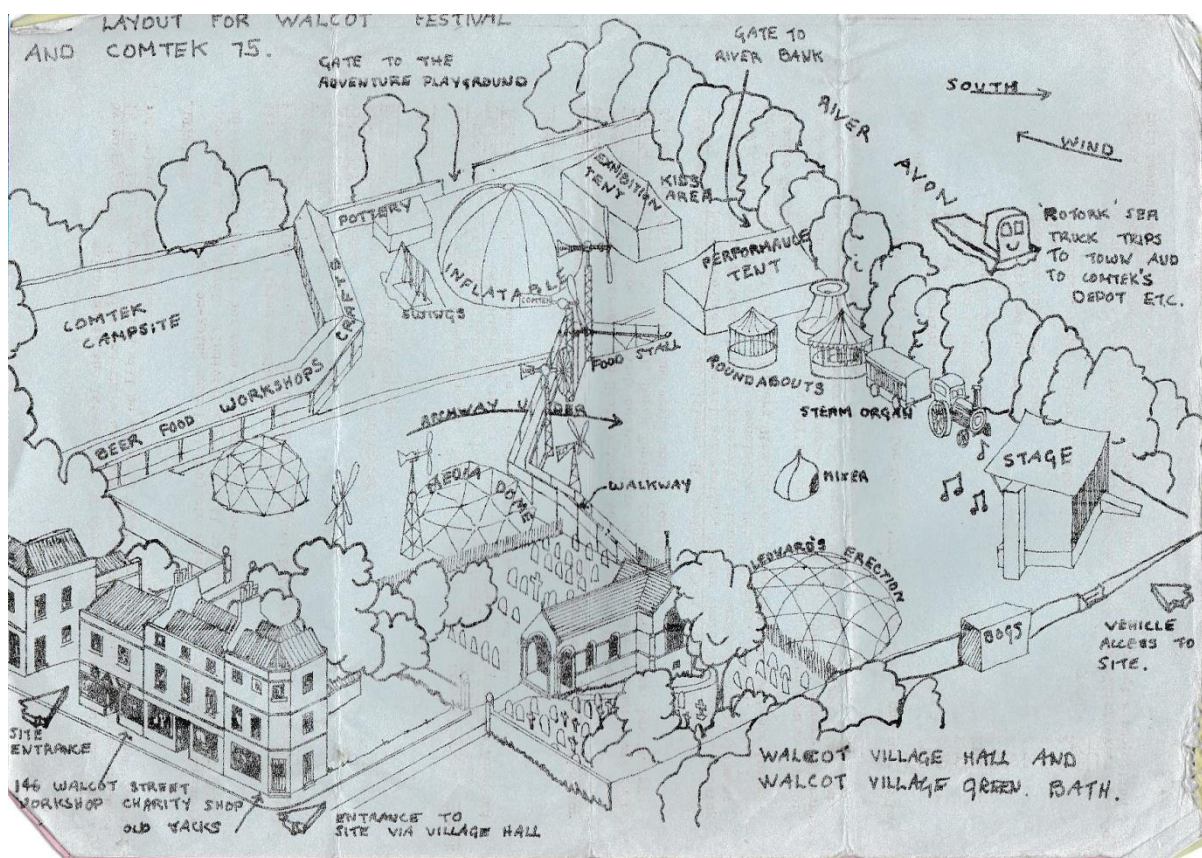 LAYOUT FOR WALCOT FESTIVAL
AND COMTEK 75.
GATE TO THE
ADVENTURE PLAYGROUND
GATE TO
RIVER BANK
SOUTH
WIND
RIVER AVON
'ROTORK' SEA
TRUCK TRIPS
TO TOWN AND
TO COMTEK'S
DEPOT ETC.
EXHIBITION
TENT
KIDS
AREA
POTTERY
PERFORMANCE
TENT
INFLATABLE
COMTEK
SWINGS
CRAFTS
COMTEK
CAMPSITE
FOOD STALL
ROUNDABOUTS
STEAM ORGAN
BEER FOOD WORKSHOPS
ARCHWAY UNDER
STAGE
MEDIA DOME
WALKWAY
MIXER
LEDWARD'S ERECTION
BOGS
VEHICLE
ACCESS TO
SITE.
SITE
ENTRANCE
146 WALCOT STREET
WORKSHOP CHARITY SHOP
OLD JACKS
ENTRANCE TO
SITE VIA VILLAGE HALL
WALCOT VILLAGE HALL AND
WALCOT VILLAGE GREEN. BATH.